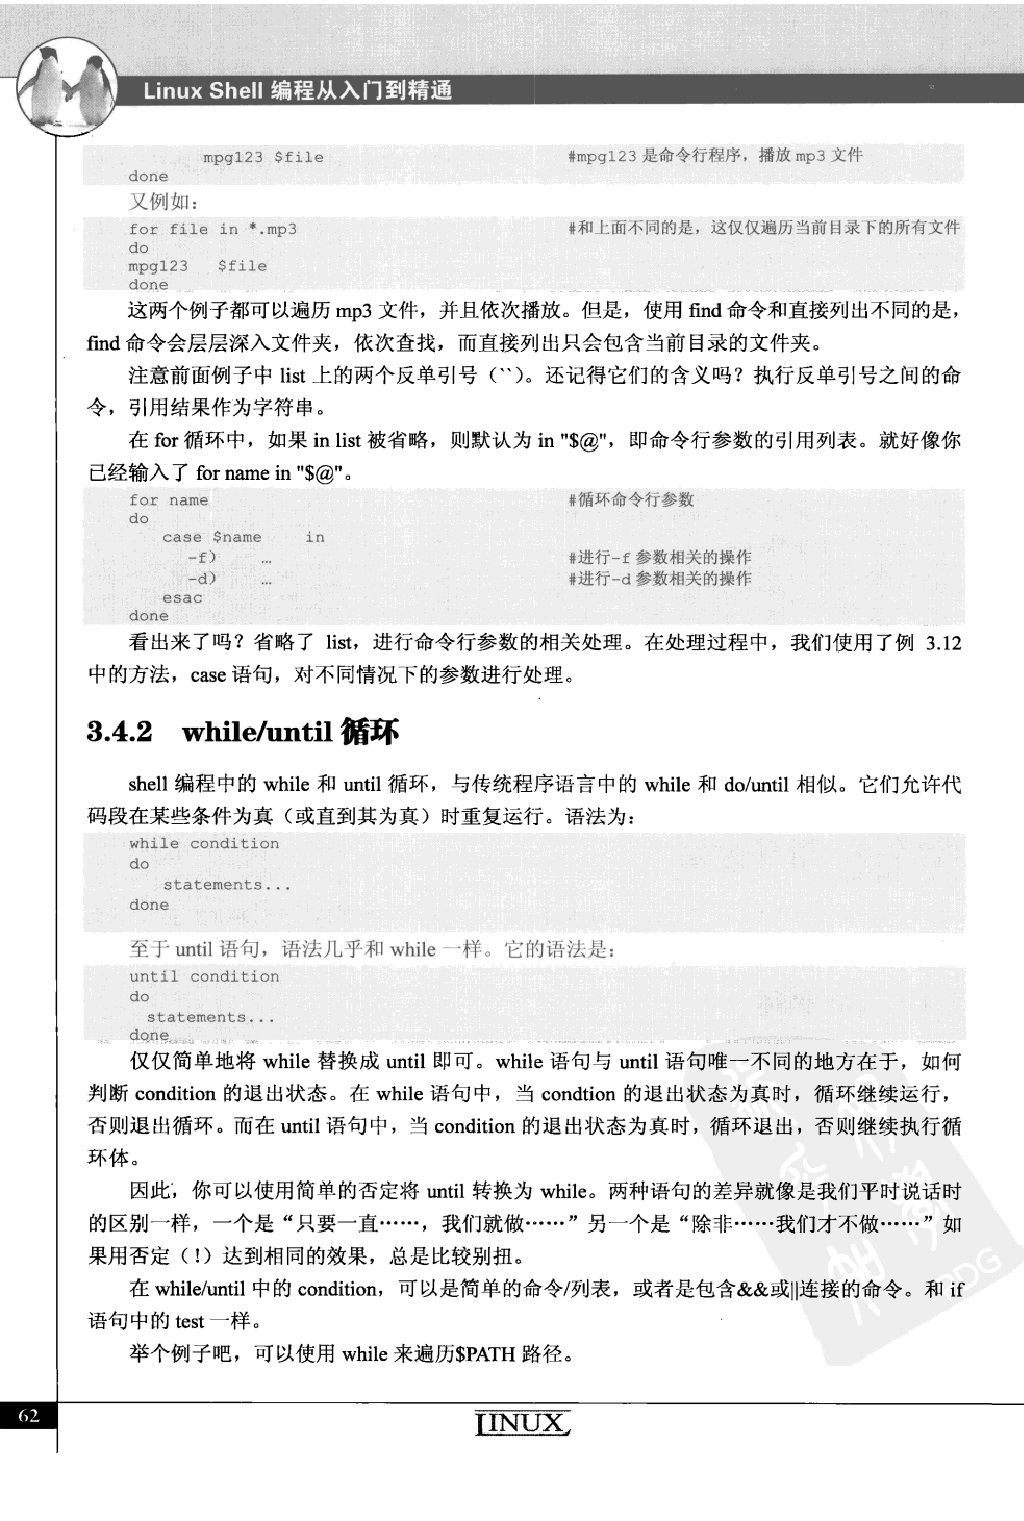 Linux Shell 编程从入门到精通
mpg123 $file #mpg123 是命令行程序，播放 mp3 文件
done
又例如：
for file in *.mp3 #和上面不同的是，这仅仅遍历当前目录下的所有文件
do
mpg123 $file
done
这两个例子都可以遍历 mp3 文件，并且依次播放。但是，使用 find 命令和直接列出不同的是，
find 命令会层层深入文件夹，依次查找，而直接列出只会包含当前目录的文件夹。
注意前面例子中 list 上的两个反单引号（``）。还记得它们的含义吗？执行反单引号之间的命
令，引用结果作为字符串。
在 for 循环中，如果 in list 被省略，则默认为 in "$@"，即命令行参数的引用列表。就好像你
已经输入了 for name in "$@"。
for name #循环命令行参数
do
case $name in
-f) … #进行-f 参数相关的操作
-d) … #进行-d 参数相关的操作
esac
done
看出来了吗？省略了 list，进行命令行参数的相关处理。在处理过程中，我们使用了例 3.12
中的方法，case 语句，对不同情况下的参数进行处理。
3.4.2 while/until 循环
shell 编程中的 while 和 until 循环，与传统程序语言中的 while 和 do/until 相似。它们允许代
码段在某些条件为真（或直到其为真）时重复运行。语法为：
while condition
do
statements...
done
至于 until 语句，语法几乎和 while 一样。它的语法是：
until condition
do
statements...
done
仅仅简单地将 while 替换成 until 即可。while 语句与 until 语句唯一不同的地方在于，如何
判断 condition 的退出状态。在 while 语句中，当 condtion 的退出状态为真时，循环继续运行，
否则退出循环。而在 until 语句中，当 condition 的退出状态为真时，循环退出，否则继续执行循
环体。
因此，你可以使用简单的否定将 until 转换为 while。两种语句的差异就像是我们平时说话时
的区别一样，一个是“只要一直……，我们就做……”另一个是“除非……我们才不做……”如
果用否定（!）达到相同的效果，总是比较别扭。
在 while/until 中的 condition，可以是简单的命令/列表，或者是包含&&或||连接的命令。和 if
语句中的 test 一样。
举个例子吧，可以使用 while 来遍历$PATH 路径。
62
LINUX